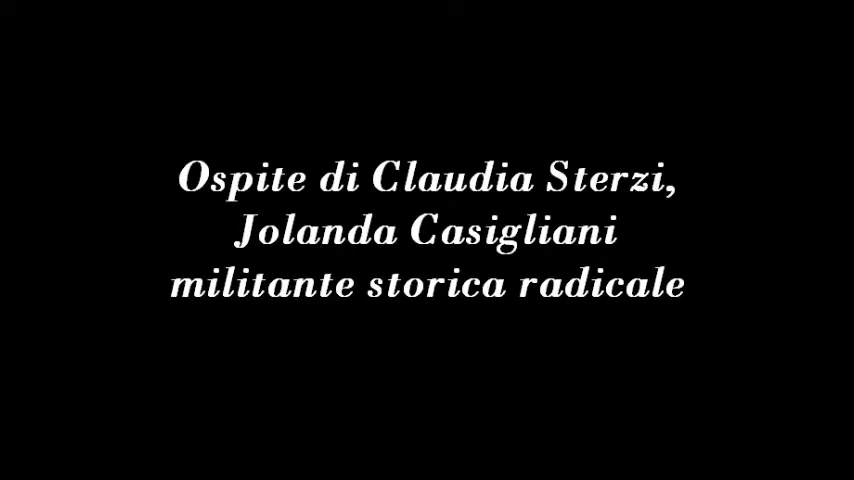 Ospite di Claudia Sterzi,
Jolanda Casigliani
militante storica radicale